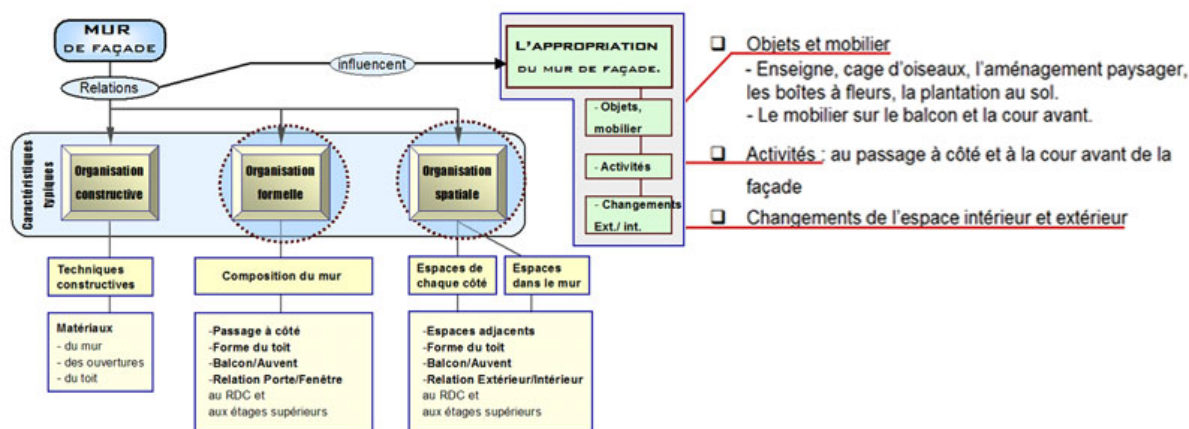 MUR
DE FAÇADE
Relations
influencent
L'APPROPRIATION
DU MUR DE FAÇADE.
- Objets,
mobilier
- Activités
- Changements
Ext./ int.
❑ Objets et mobilier
- Enseigne, cage d'oiseaux, l'aménagement paysager,
les boîtes à fleurs, la plantation au sol.
- Le mobilier sur le balcon et la cour avant.
❑ Activités : au passage à côté et à la cour avant de la
façade
❑ Changements de l'espace intérieur et extérieur
Caractéristiques
typiques
Organisation
constructive
Organisation
formelle
Organisation
spatiale
Techniques
constructives
Composition du mur
Espaces de
chaque côté
Espaces
dans le mur
Matériaux
- du mur
- des ouvertures
- du toit
-Passage à côté
-Forme du toit
-Balcon/Auvent
-Relation Porte/Fenêtre
au RDC et
aux étages supérieurs
-Espaces adjacents
-Forme du toit
-Balcon/Auvent
-Relation Extérieur/Intérieur
au RDC et
aux étages supérieurs